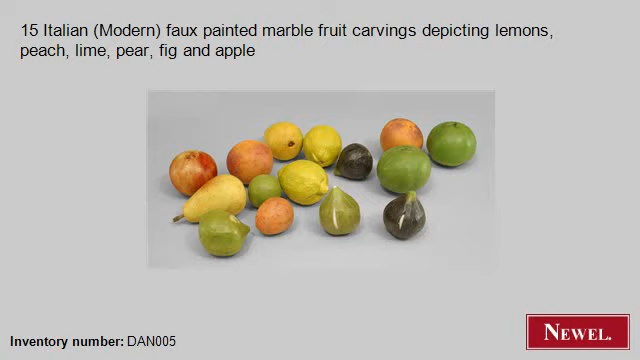 15 Italian (Modern) faux painted marble fruit carvings depicting lemons,
peach, lime, pear, fig and apple
Inventory number: DAN005
NEWEL.